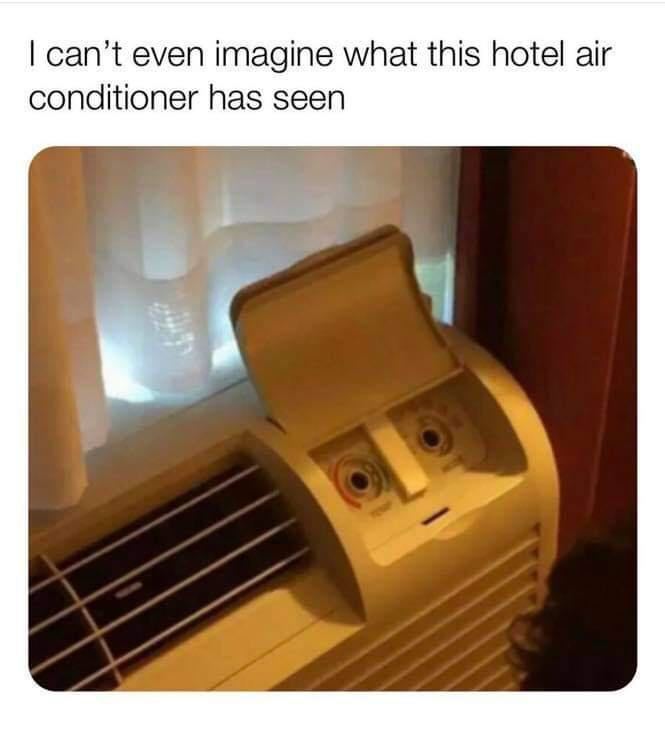 I can’t even imagine what this hotel air
conditioner has seen